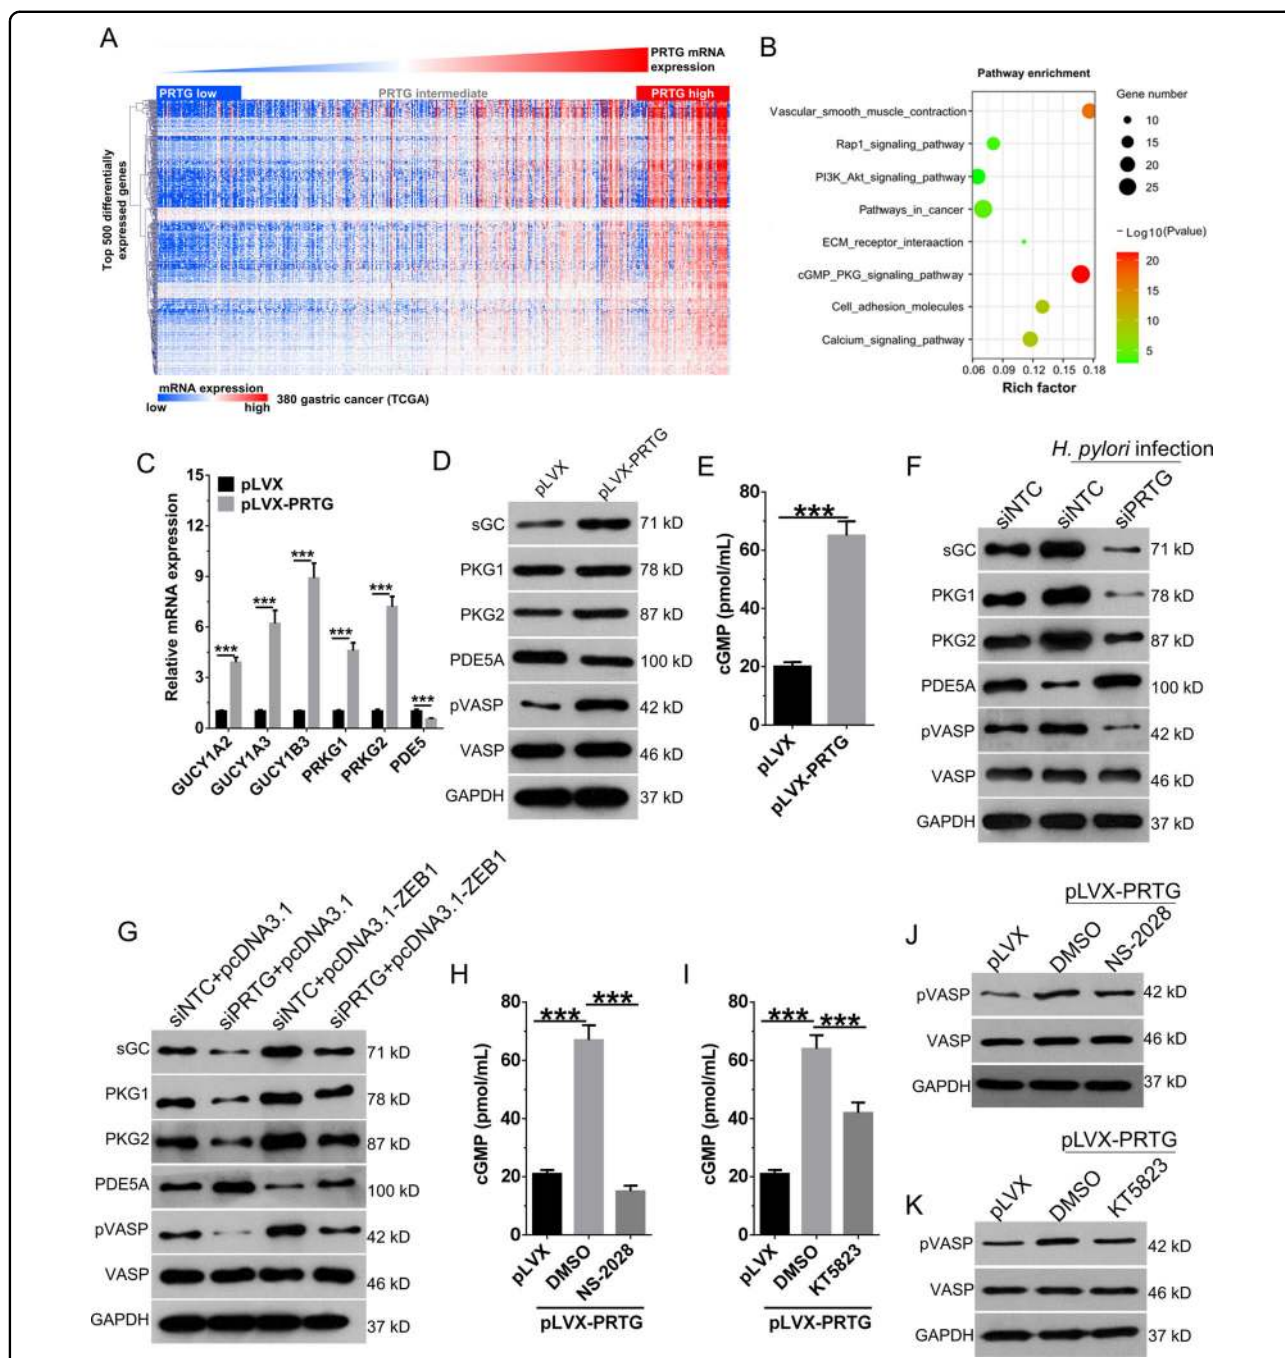 A
PRTG mRNA
expression
PRTG low
PRTG intermediate
PRTG high
Top 500 differentially
expressed genes
mRNA expression
low
high
380 gastric cancer (TCGA)
B
Pathway enrichment
Vascular_smooth_muscle_contraction
Rap1_signaling_pathway
PI3K_Akt_signaling_pathway
Pathways_in_cancer
ECM_receptor_interaaction
cGMP_PKG_signaling_pathway
Cell_adhesion_molecules
Calcium_signaling_pathway
0.06 0.09 0.12 0.15 0.18
Rich factor
Gene number
10
15
20
25
− Log10(Pvalue)
20
15
10
5
C
Relative mRNA expression
15
12
9
6
3
0
pLVX
pLVX-PRTG
***
***
***
***
***
***
GUCY1A2
GUCY1A3
GUCY1B3
PRKG1
PRKG2
PDE5
D
pLVX
pLVX-PRTG
sGC
71 kD
PKG1
78 kD
PKG2
87 kD
PDE5A
100 kD
pVASP
42 kD
VASP
46 kD
GAPDH
37 kD
E
cGMP (pmol/mL)
80
60
40
20
0
***
pLVX
pLVX-PRTG
F
H. pylori infection
siNTC
siNTC
siPRTG
sGC
71 kD
PKG1
78 kD
PKG2
87 kD
PDE5A
100 kD
pVASP
42 kD
VASP
46 kD
GAPDH
37 kD
G
siNTC+pcDNA3.1
siPRTG+pcDNA3.1
siNTC+pcDNA3.1-ZEB1
siPRTG+pcDNA3.1-ZEB1
sGC
71 kD
PKG1
78 kD
PKG2
87 kD
PDE5A
100 kD
pVASP
42 kD
VASP
46 kD
GAPDH
37 kD
H
cGMP (pmol/mL)
80
60
40
20
0
***
***
pLVX
DMSO
NS-2028
pLVX-PRTG
I
cGMP (pmol/mL)
80
60
40
20
0
***
***
pLVX
DMSO
KT5823
pLVX-PRTG
J
pLVX-PRTG
pLVX
DMSO
NS-2028
pVASP
42 kD
VASP
46 kD
GAPDH
37 kD
K
pLVX-PRTG
pLVX
DMSO
KT5823
pVASP
42 kD
VASP
46 kD
GAPDH
37 kD